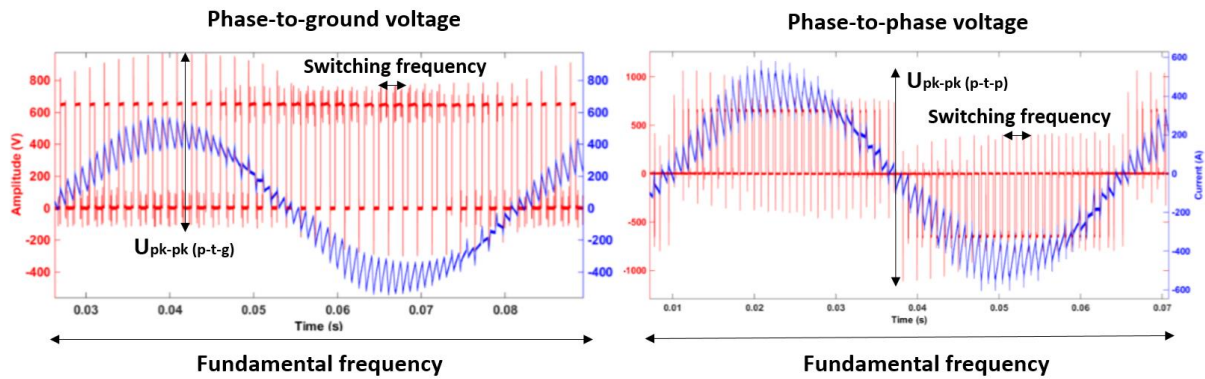 Phase-to-ground voltage
Switching frequency
Amplitude (V)
800
600
400
200
0
-200
-400
800
600
400
200
0
-200
-400
Upk-pk (p-t-g)
0.03 0.04 0.05 0.06 0.07 0.08
Time (s)
Fundamental frequency
Phase-to-phase voltage
Upk-pk (p-t-p)
Switching frequency
1000
500
0
-500
-1000
600
400
200
0
-200
-400
-600
Current (A)
0.01 0.02 0.03 0.04 0.05 0.06 0.07
Time (s)
Fundamental frequency